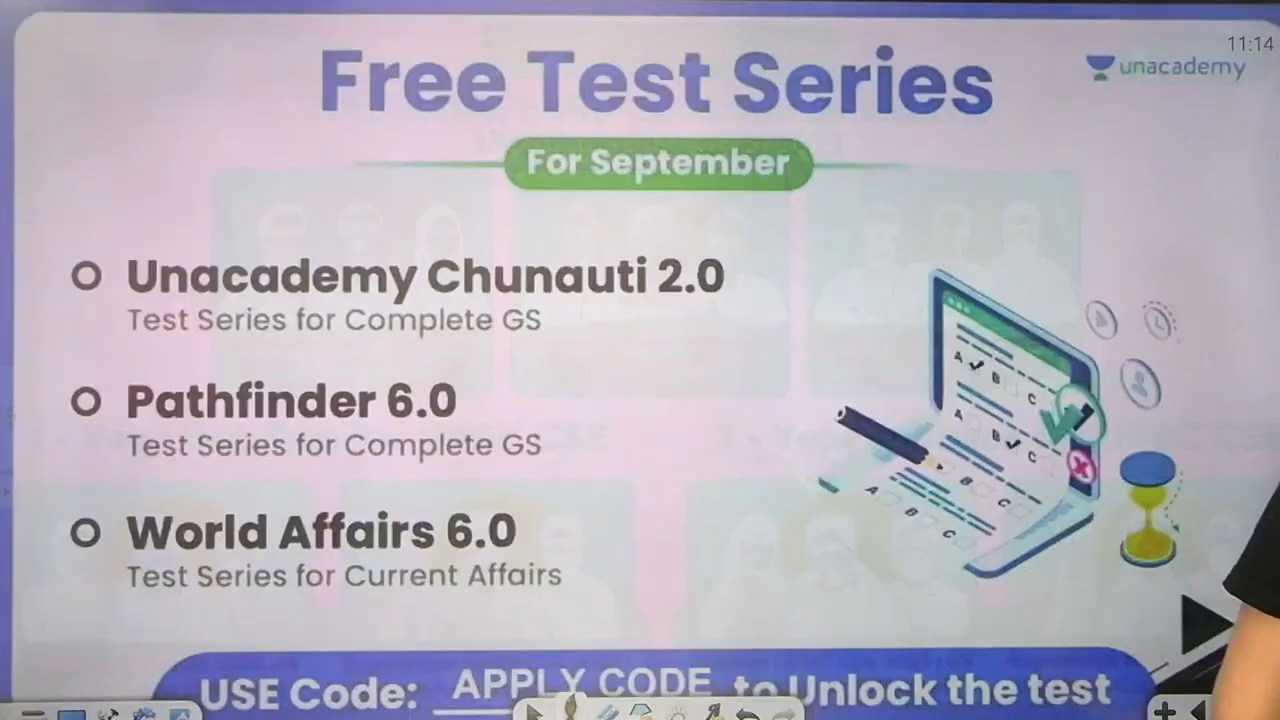 11:14
Free Test Series
unacademy
For September
Unacademy Chunauti 2.0
Test Series for Complete GS
Pathfinder 6.0
Test Series for Complete GS
World Affairs 6.0
Test Series for Current Affairs
A B C
A B C
A B C
A B C
USE Code: APPLY CODE to Unlock the test